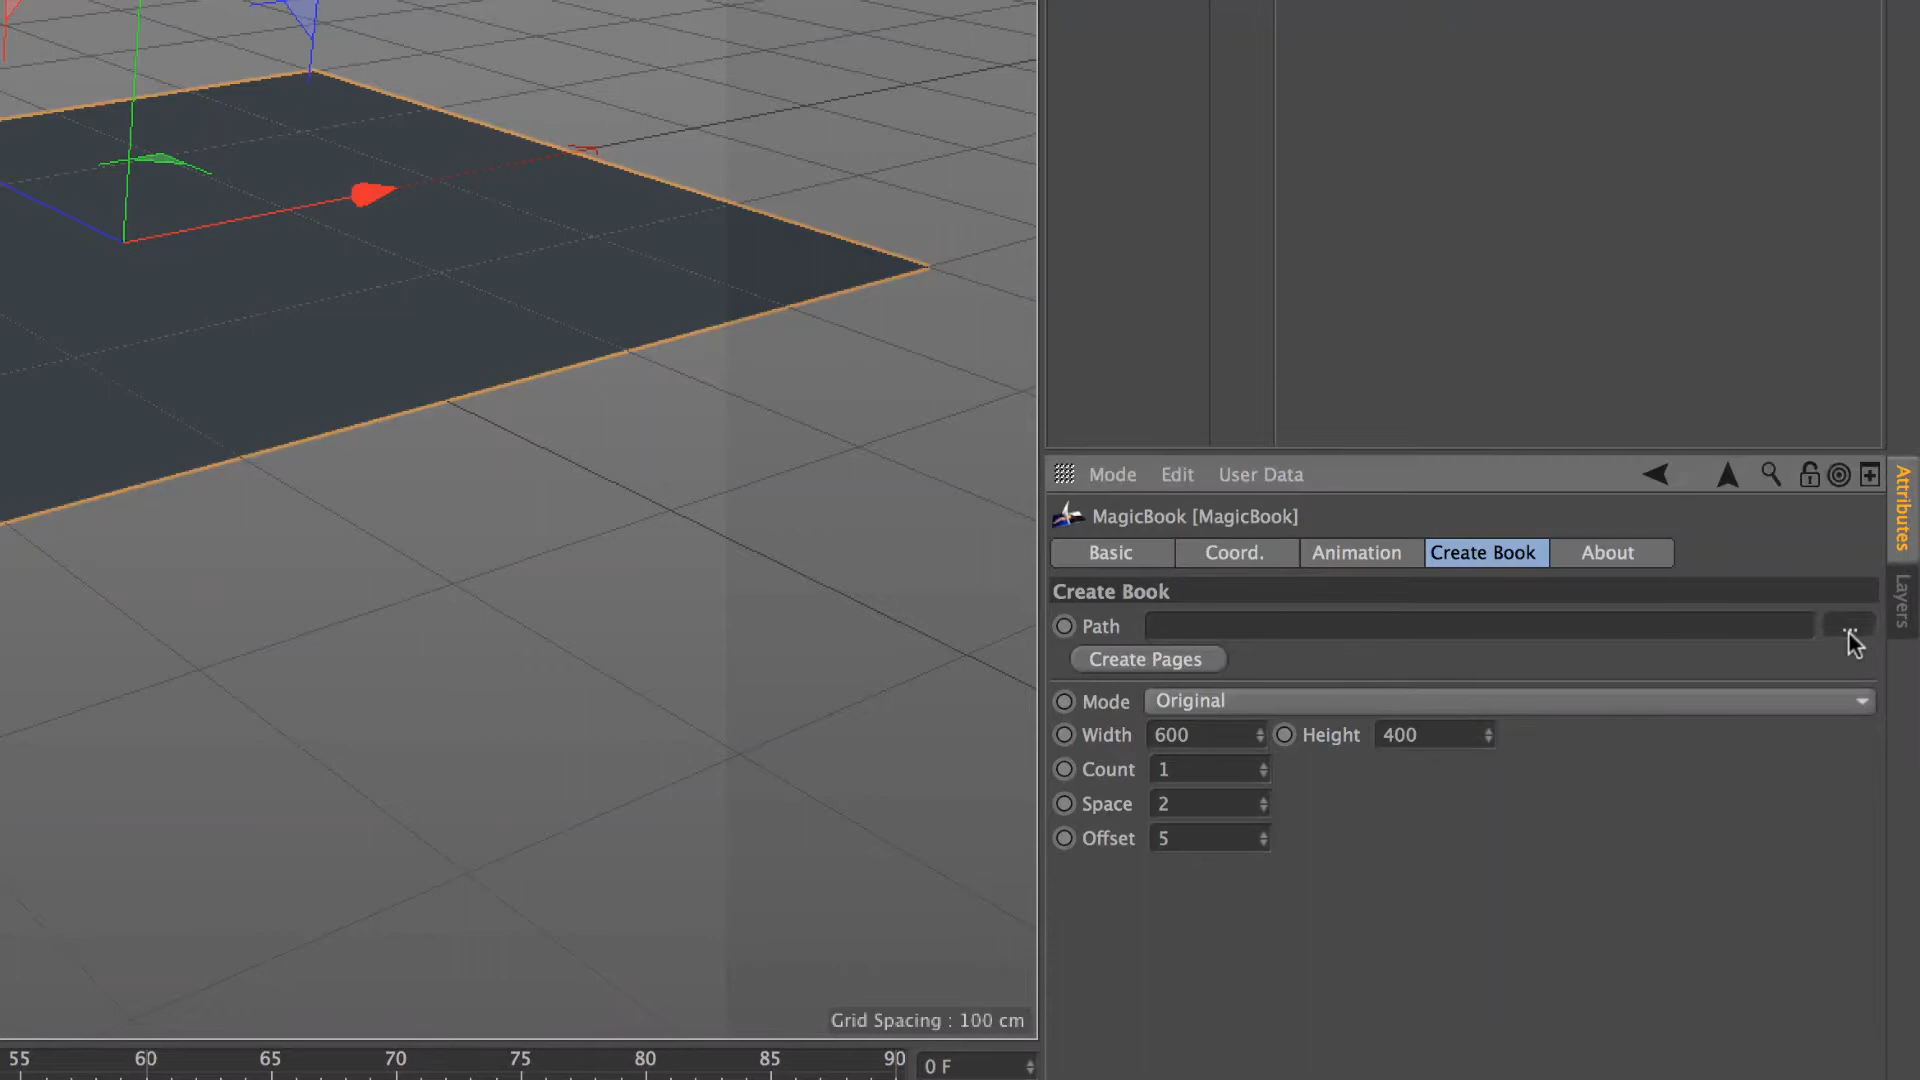 Mode Edit User Data
Attributes
Layers
MagicBook [MagicBook]
Basic Coord. Animation Create Book About
Create Book
Path ...
Create Pages
Mode Original
Width 600 Height 400
Count 1
Space 2
Offset 5
Grid Spacing : 100 cm
55 60 65 70 75 80 85 90 0 F